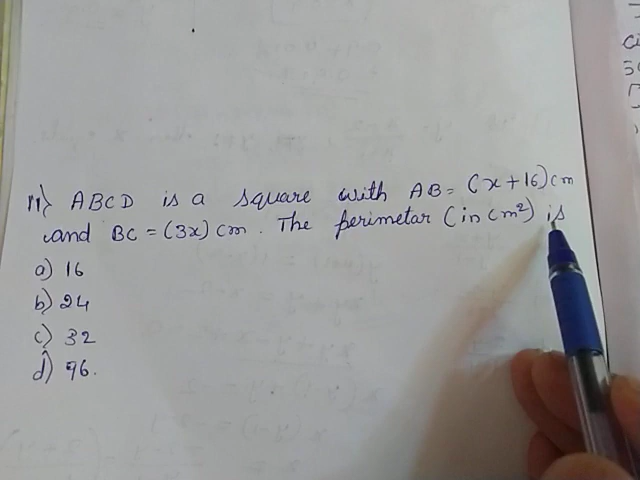 11) ABCD is a square with AB = (x+16)cm
and BC = (3x) cm. The perimetar (in cm²) is
a) 16
b) 24
c) 32
d) 96.